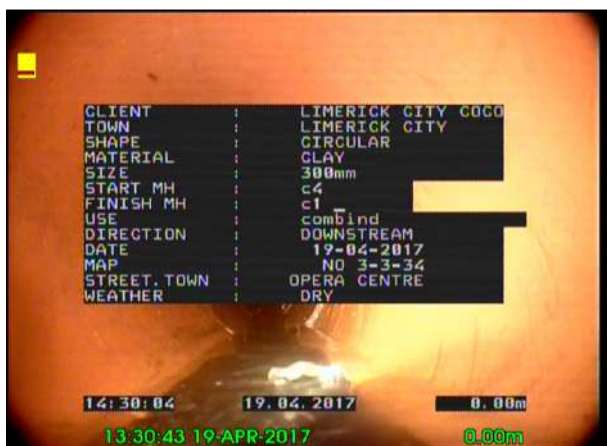 CLIENT : LIMERICK CITY COCO
TOWN : LIMERICK CITY
SHAPE : CIRCULAR
MATERIAL : CLAY
SIZE : 300mm
START MH : c4
FINISH MH : c1 _
USE : combind
DIRECTION : DOWNSTREAM
DATE : 19-04-2017
MAP : NO 3-3-34
STREET.TOWN : OPERA CENTRE
WEATHER : DRY
14:30:04 19.04.2017 0.00m
13:30:43 19-APR-2017 0.00m